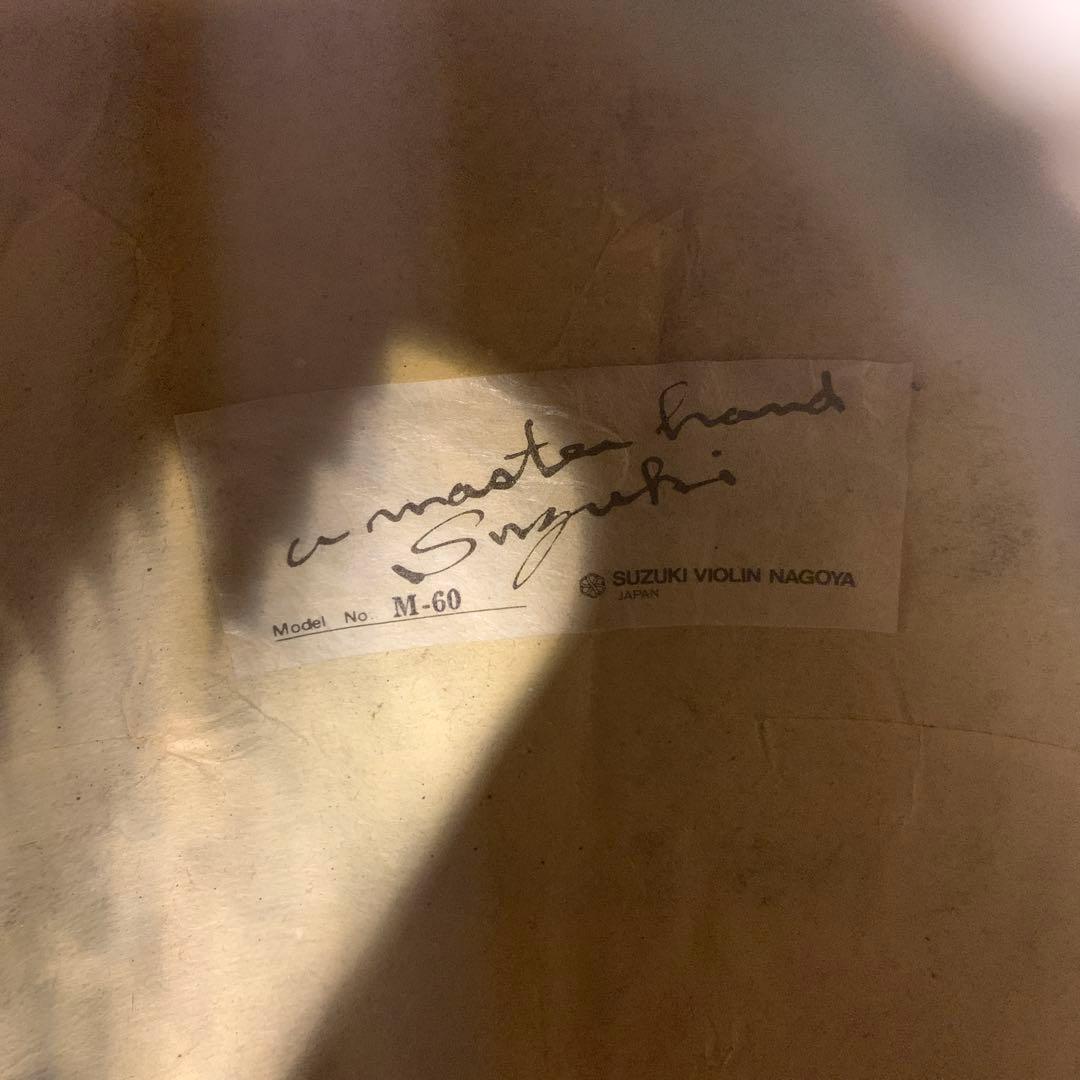 a master hand
Suzuki
Model No. M-60
SUZUKI VIOLIN NAGOYA
JAPAN